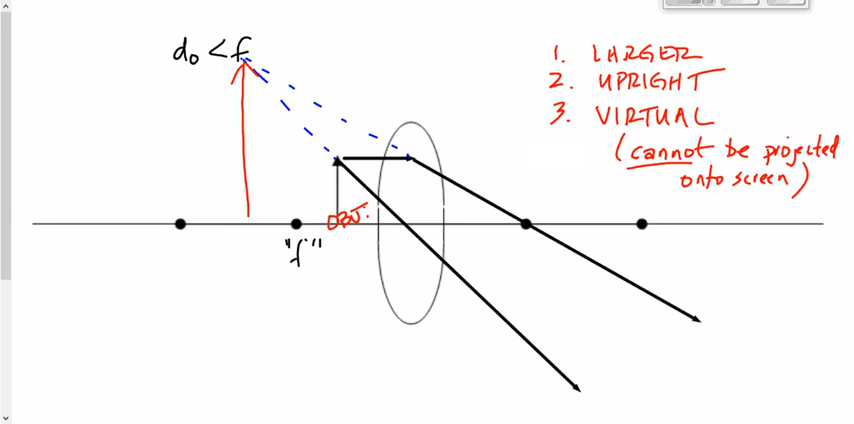 do < f
1. LARGER
2. UPRIGHT
3. VIRTUAL
(cannot be projected
onto screen)
OBJ.
"f"